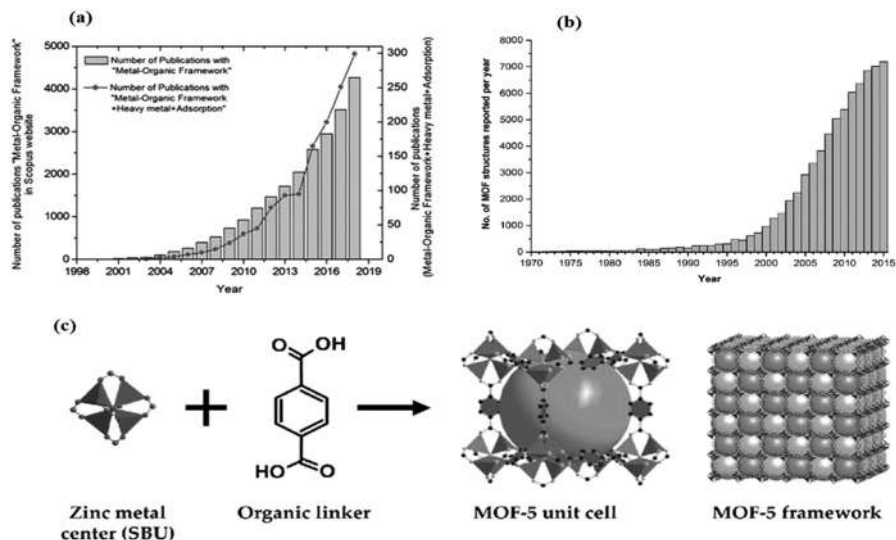 (a)
5000
4000
3000
2000
1000
0
Number of publications "Metal-Organic Framework"
in Scopus website
Number of Publications with
"Metal-Organic Framework"
Number of Publications with
"Metal-Organic Framework
+Heavy metal+Adsorption"
300
250
200
150
100
50
0
Number of publications
(Metal-Organic Framework+Heavy metal+Adsorption)
1998 2001 2004 2007 2010 2013 2016 2019
Year
(b)
8000
7000
6000
5000
4000
3000
2000
1000
0
No. of MOF structures reported per year
1970 1975 1980 1985 1990 1995 2000 2005 2010 2015
Year
(c)
OH
O
HO
O
Zinc metal
center (SBU)
Organic linker
MOF-5 unit cell
MOF-5 framework